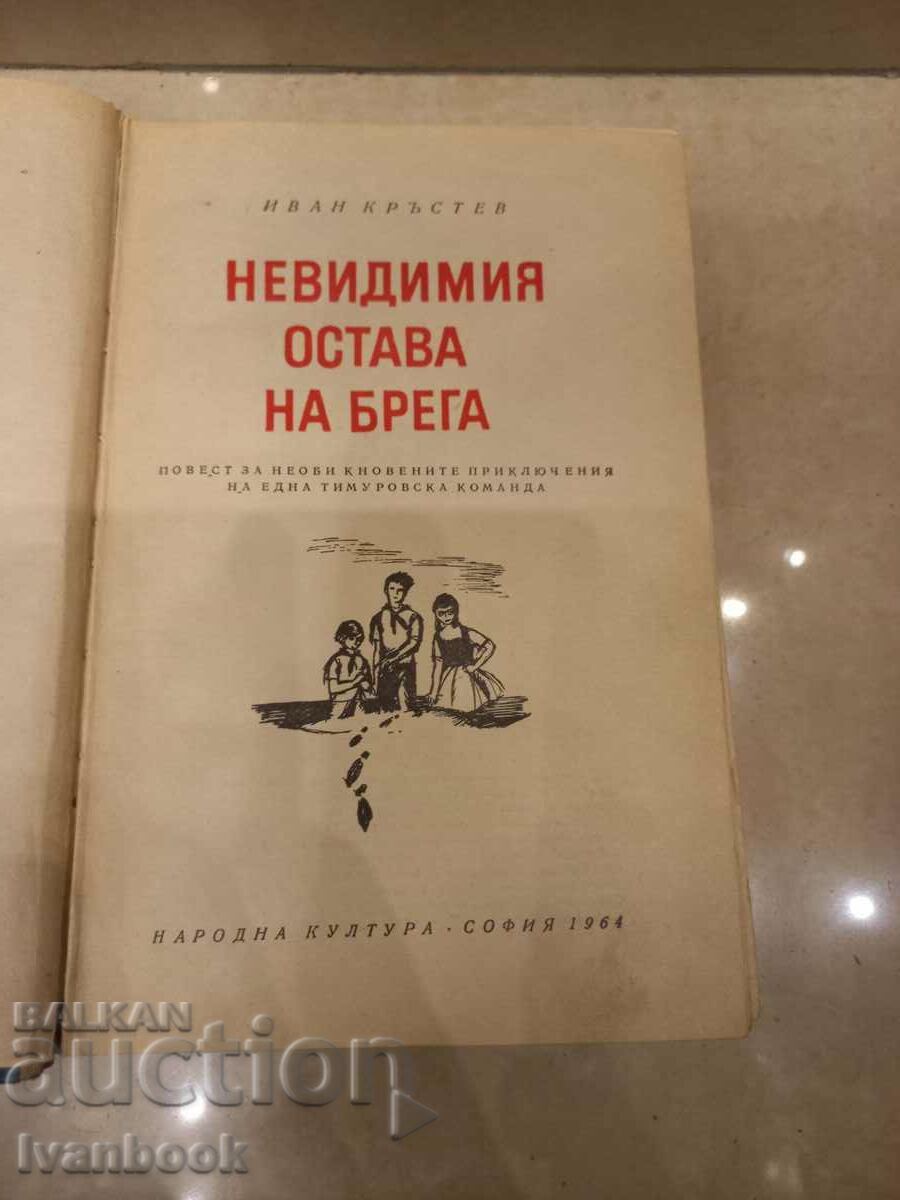 ИВАН КРЪСТЕВ
НЕВИДИМИЯ
ОСТАВА
НА БРЕГА
ПОВЕСТ ЗА НЕОБИКНОВЕНИТЕ ПРИКЛЮЧЕНИЯ
НА ЕДНА ТИМУРОВСКА КОМАНДА
НАРОДНА КУЛТУРА · СОФИЯ 1964
BALKAN
auction
Ivanbook